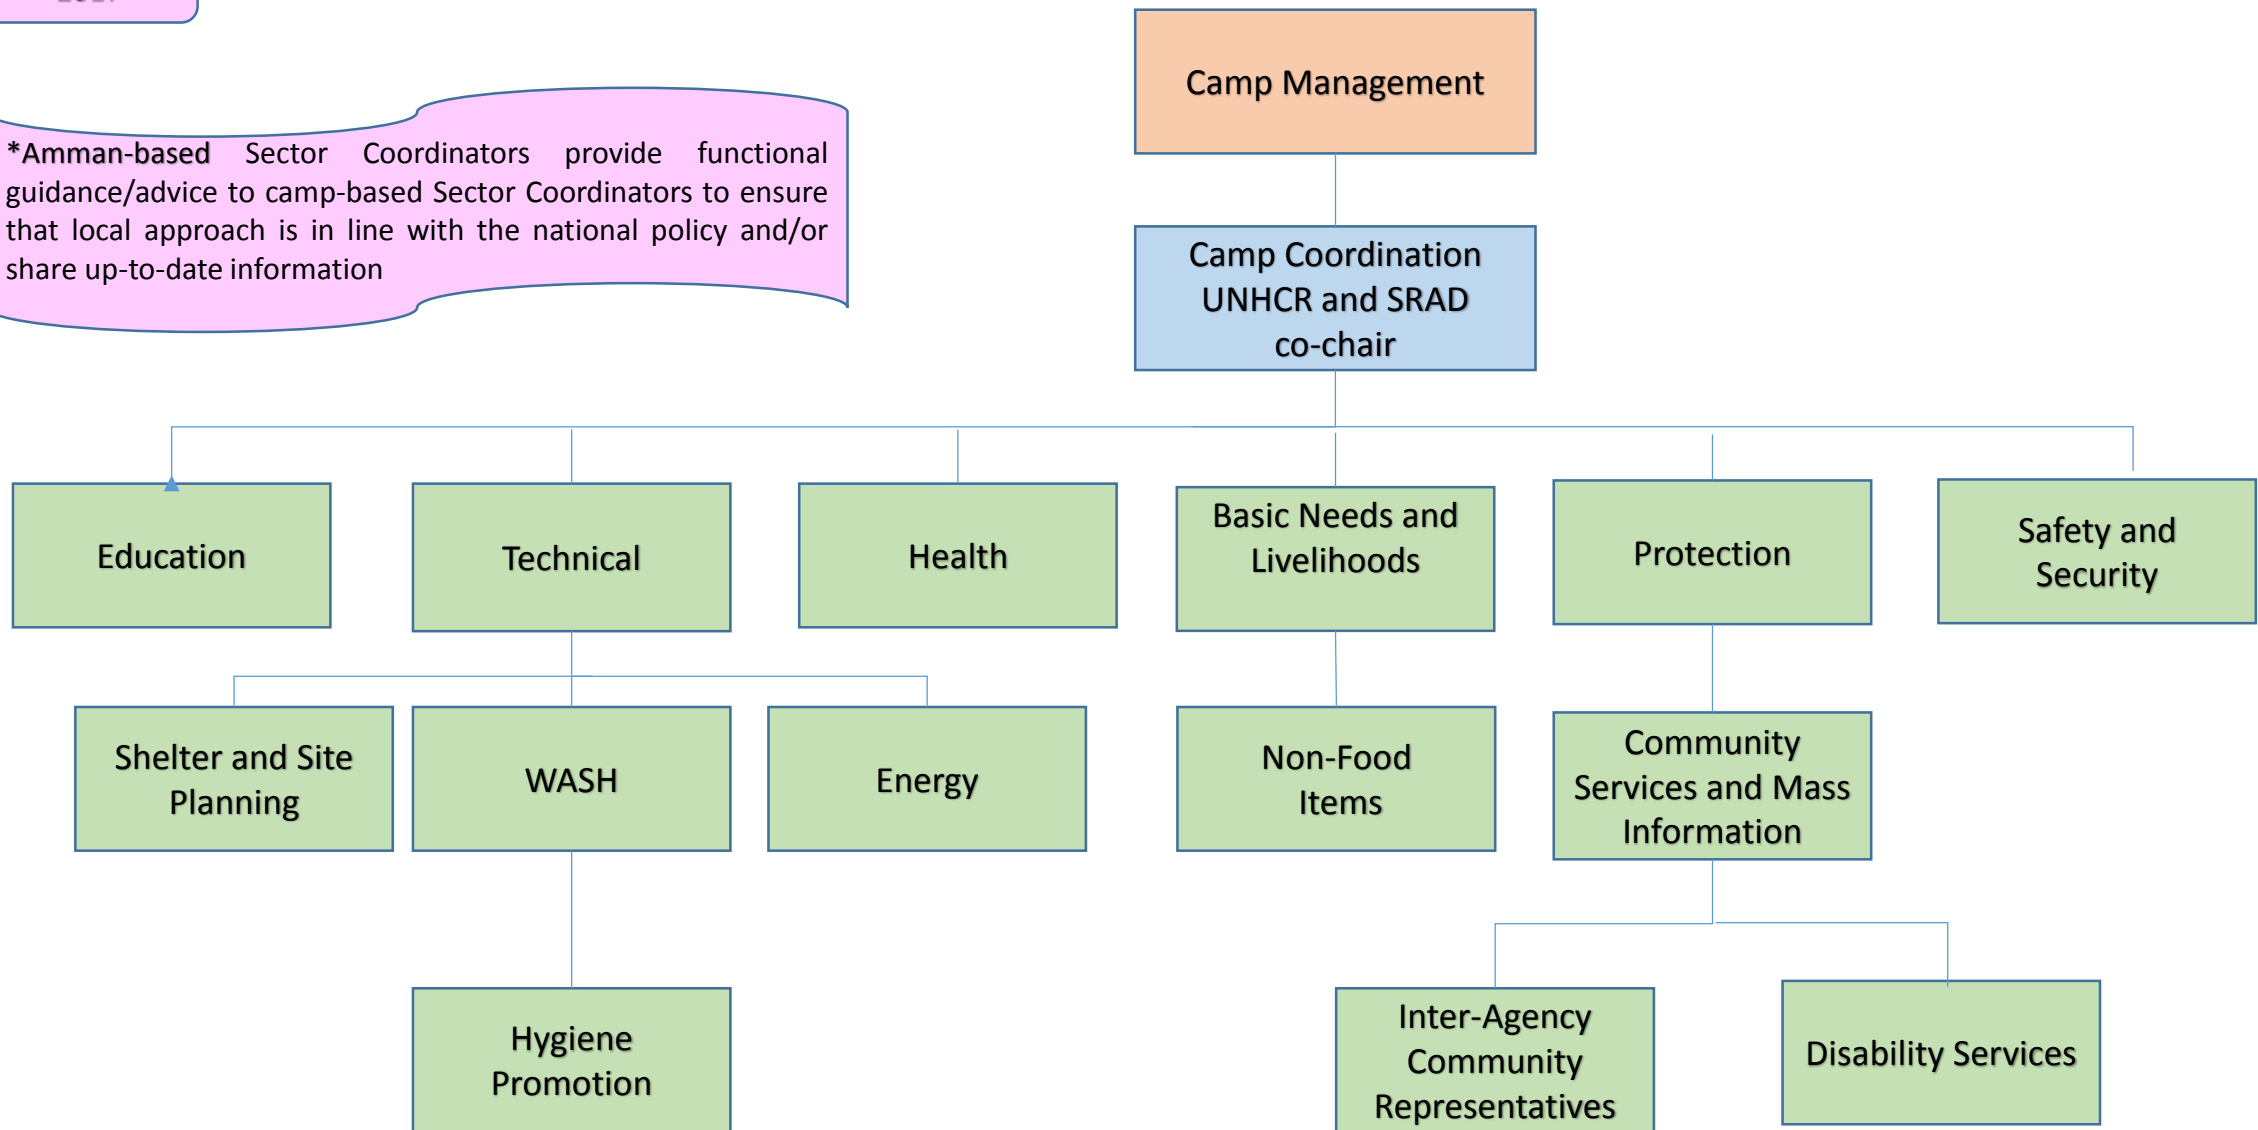 Camp Management
*Amman-based Sector Coordinators provide functional
guidance/advice to camp-based Sector Coordinators to ensure
that local approach is in line with the national policy and/or
share up-to-date information
Camp Coordination
UNHCR and SRAD
co-chair
Education
Technical
Health
Basic Needs and
Livelihoods
Protection
Safety and
Security
Shelter and Site
Planning
WASH
Energy
Non-Food
Items
Community
Services and Mass
Information
Hygiene
Promotion
Inter-Agency
Community
Representatives
Disability Services